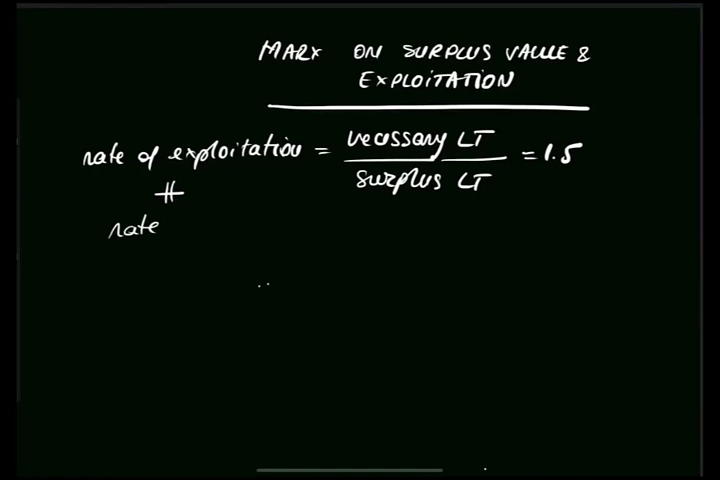 MARX ON SURPLUS VALUE &
EXPLOITATION
rate of exploitation = necessary LT / surplus LT = 1.5
≠
rate